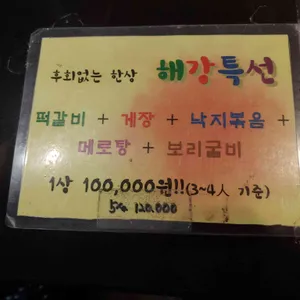 후회없는 한상 해강특선
떡갈비 + 게장 + 낙지볶음 +
메로탕 + 보리굴비
1상 100,000원!!(3~4人 기준)
5人 120,000